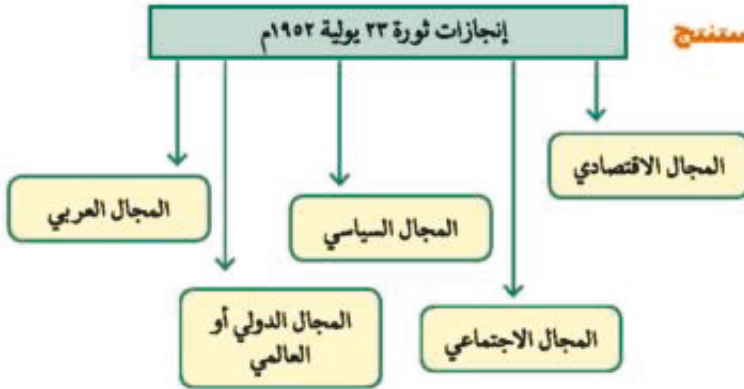 ستنتج
إنجازات ثورة ٢٣ يولية ١٩٥٢م
المجال الاقتصادي
المجال الاجتماعي
المجال السياسي
المجال الدولي أو
العالمي
المجال العربي